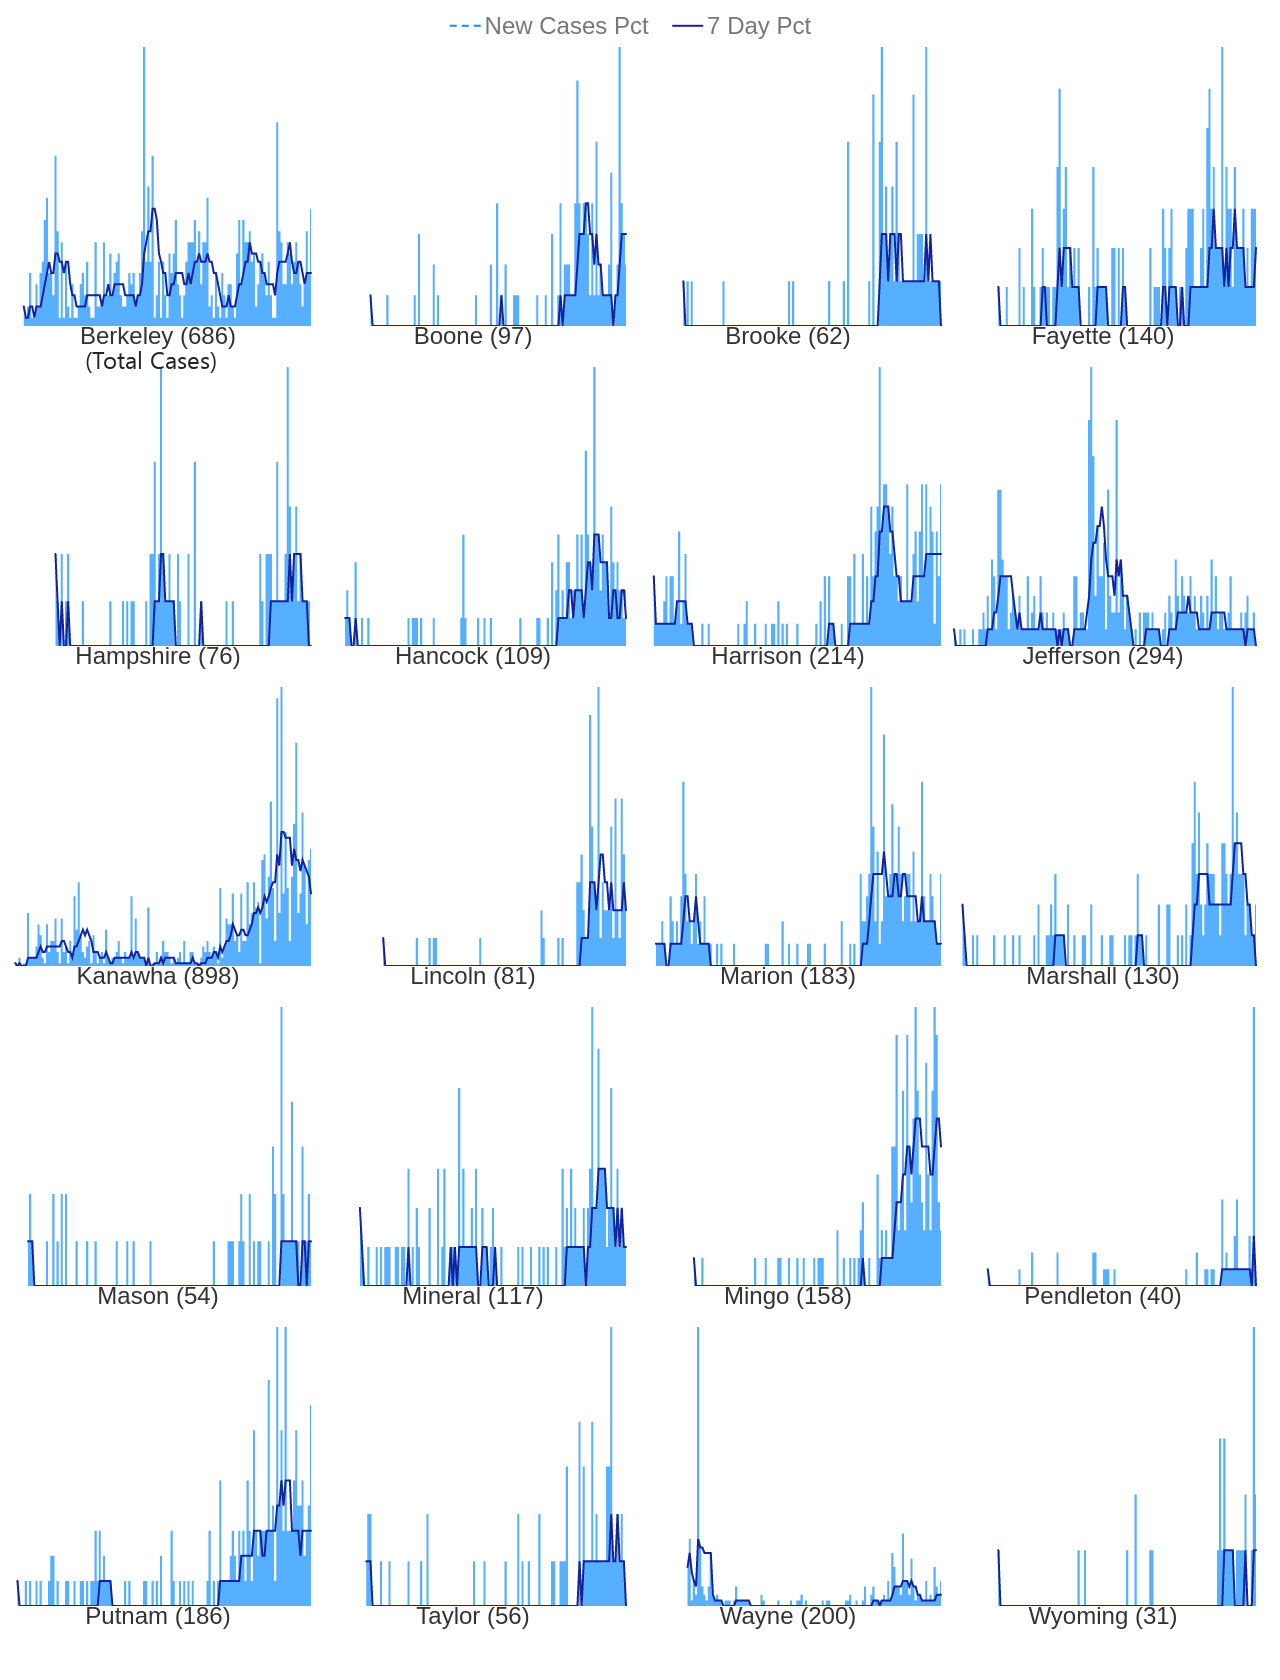 New Cases Pct 7 Day Pct
Berkeley (686) Boone (97) Brooke (62) Fayette (140)
(Total Cases)
Hampshire (76) Hancock (109) Harrison (214) Jefferson (294)
Kanawha (898) Lincoln (81) Marion (183) Marshall (130)
Mason (54) Mineral (117) Mingo (158) Pendleton (40)
Putnam (186) Taylor (56) Wayne (200) Wyoming (31)